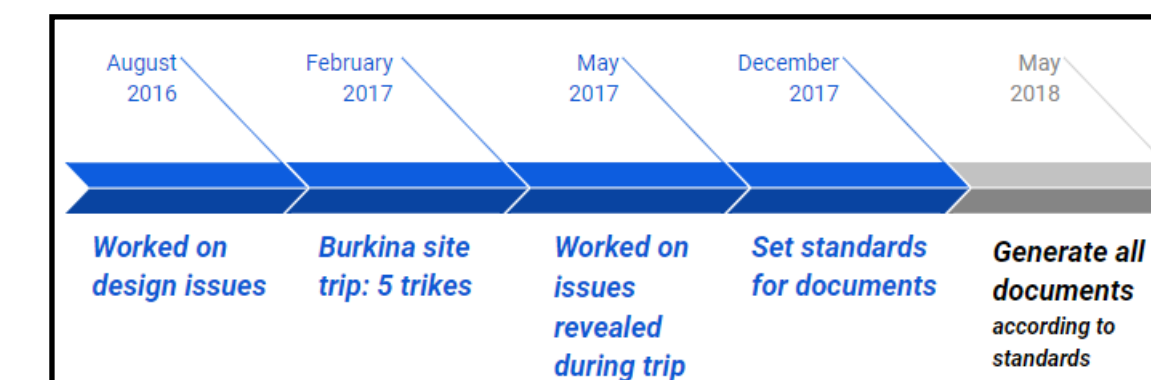 August
2016
February
2017
May
2017
December
2017
May
2018
Worked on
design issues
Burkina site
trip: 5 trikes
Worked on
issues
revealed
during trip
Set standards
for documents
Generate all
documents
according to
standards